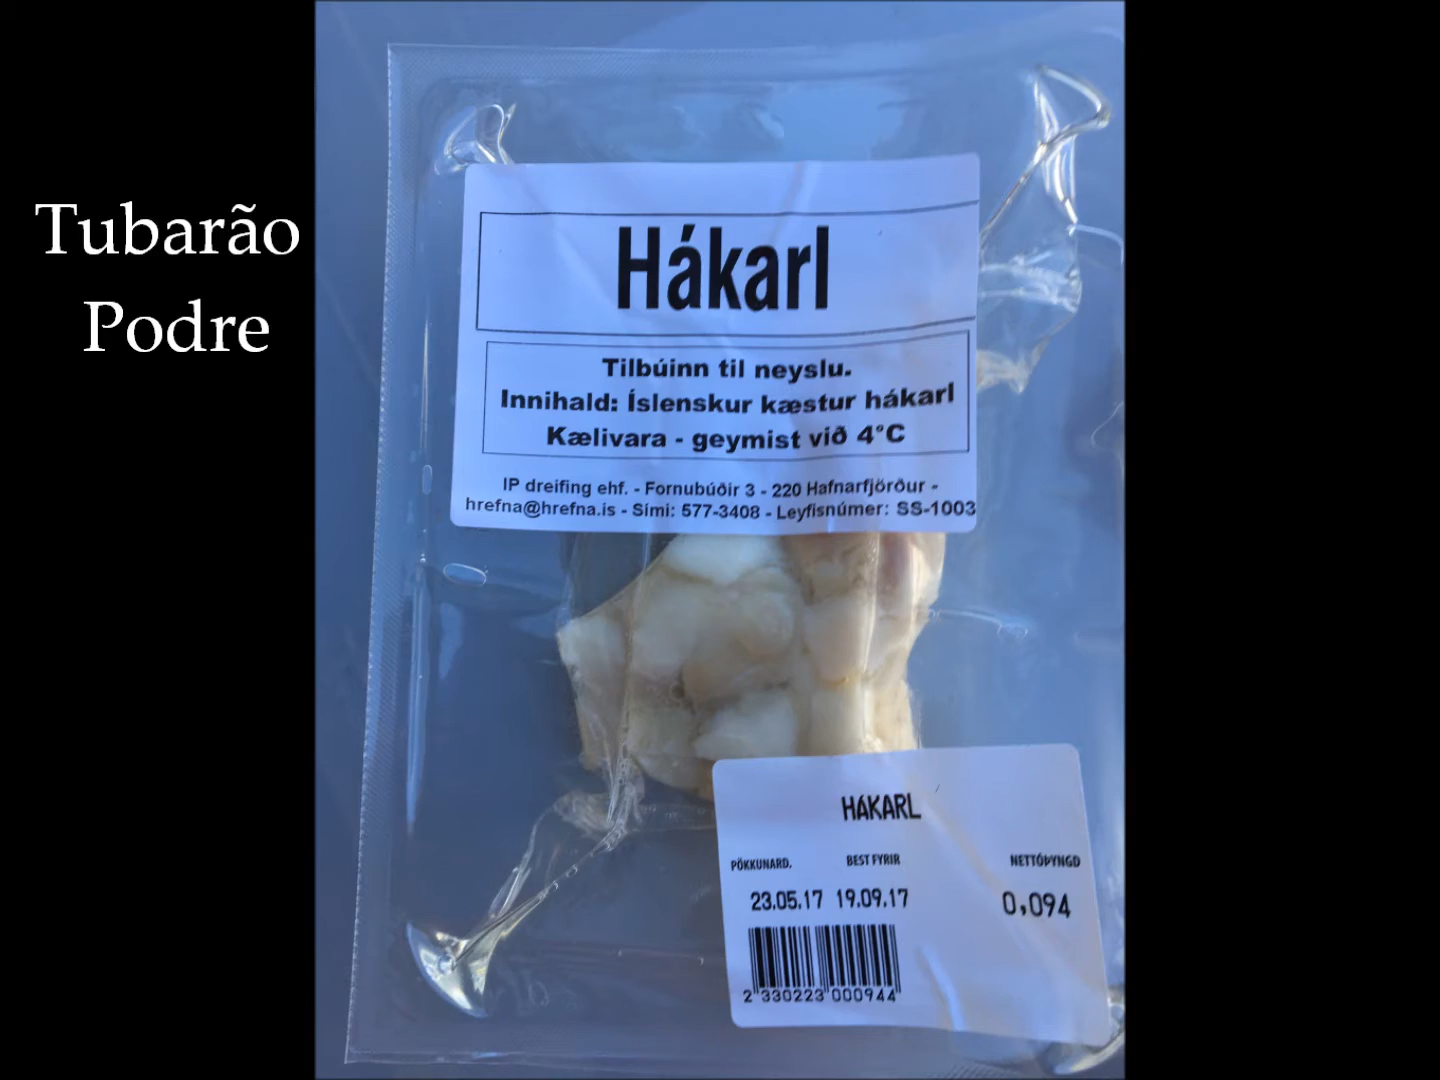 Tubarão
Podre
Hákarl
Tilbúinn til neyslu.
Innihald: Íslenskur kæstur hákarl
Kælivara - geymist við 4°C
IP dreifing ehf. - Fornubúðir 3 - 220 Hafnarfjörður -
hrefna@hrefna.is - Sími: 577-3408 - Leyfisnúmer: SS-1003
HÁKARL
PÖKKUNARD. BEST FYRIR NETTÓÞYNGD
23.05.17 19.09.17 0,094
2 330223 000944